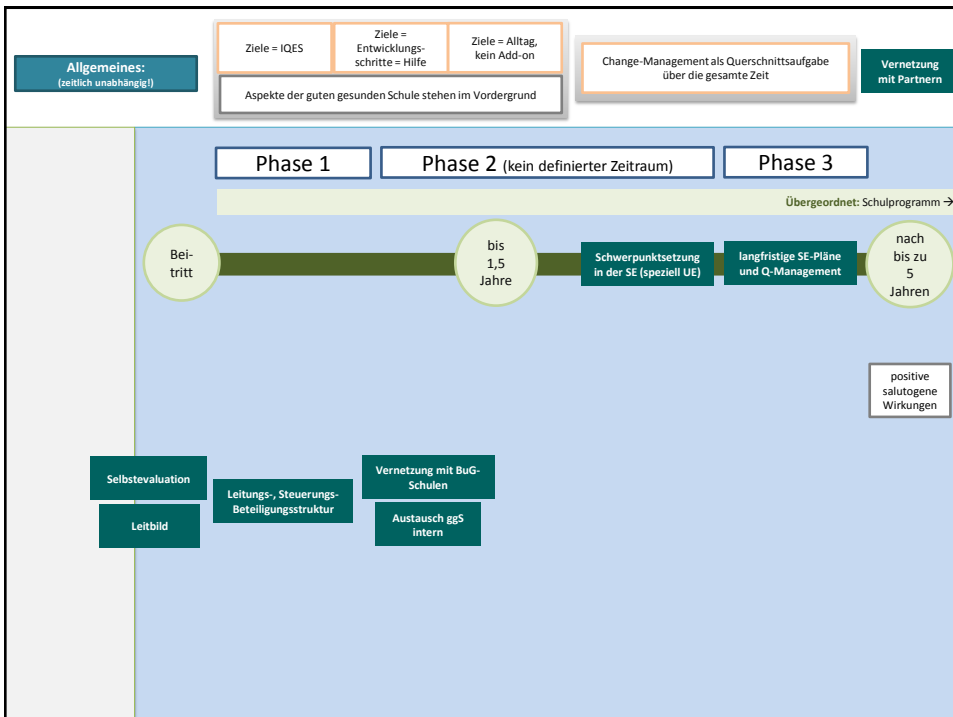 Allgemeines:
(zeitlich unabhängig!)
Ziele = IQES
Ziele =
Entwicklungs-
schritte = Hilfe
Ziele = Alltag,
kein Add-on
Aspekte der guten gesunden Schule stehen im Vordergrund
Change-Management als Querschnittsaufgabe
über die gesamte Zeit
Vernetzung
mit Partnern
Phase 1
Phase 2 (kein definierter Zeitraum)
Phase 3
Übergeordnet: Schulprogramm →
Bei-
tritt
bis
1,5
Jahre
Schwerpunktsetzung
in der SE (speziell UE)
langfristige SE-Pläne
und Q-Management
nach
bis zu
5
Jahren
positive
salutogene
Wirkungen
Selbstevaluation
Leitbild
Leitungs-, Steuerungs-
Beteiligungsstruktur
Vernetzung mit BuG-
Schulen
Austausch ggS
intern